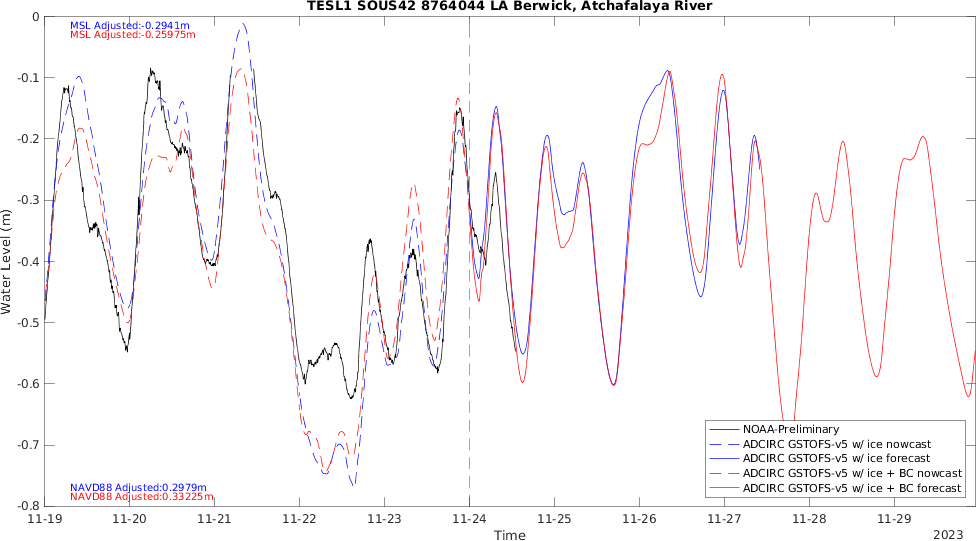 TESL1 SOUS42 8764044 LA Berwick, Atchafalaya River
MSL Adjusted:-0.2941m
MSL Adjusted:-0.25975m
0
-0.1
-0.2
-0.3
-0.4
-0.5
-0.6
-0.7
-0.8
Water Level (m)
NAVD88 Adjusted:0.2979m
NAVD88 Adjusted:0.33225m
NOAA-Preliminary
ADCIRC GSTOFS-v5 w/ ice nowcast
ADCIRC GSTOFS-v5 w/ ice forecast
ADCIRC GSTOFS-v5 w/ ice + BC nowcast
ADCIRC GSTOFS-v5 w/ ice + BC forecast
11-19 11-20 11-21 11-22 11-23 11-24 11-25 11-26 11-27 11-28 11-29
Time
2023